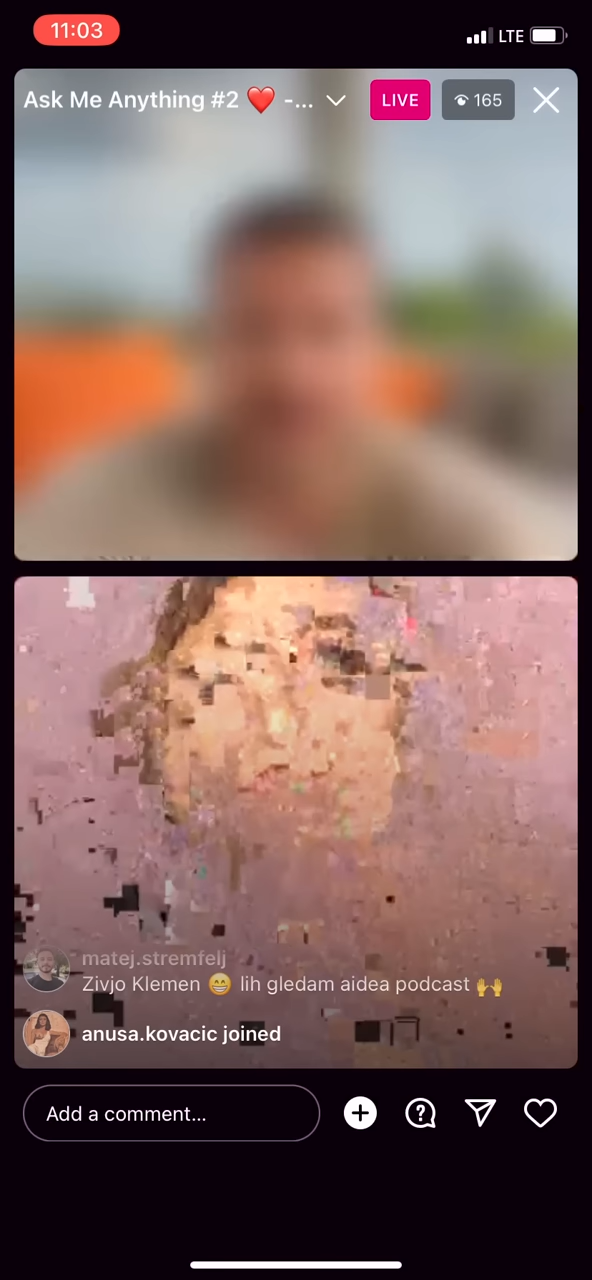 11:03
LTE
Ask Me Anything #2 ❤️ -...
LIVE
165
matej.stremfelj
Zivjo Klemen 😁 lih gledam aidea podcast 🙌
anusa.kovacic joined
Add a comment...